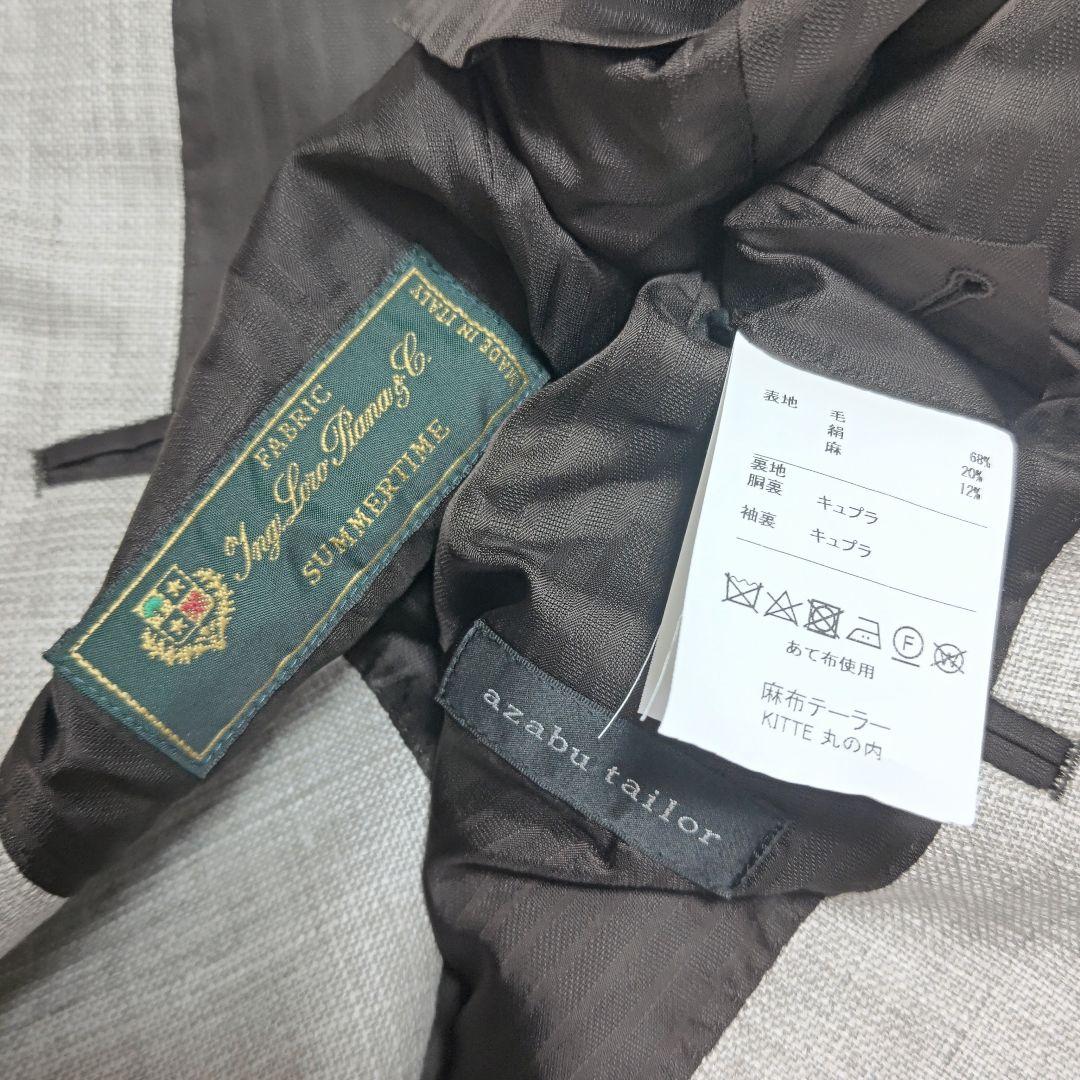 FABRIC
Ing. Loro Piana & C.
SUMMERTIME
MADE IN ITALY
表地 毛 68%
絹 20%
麻 12%
裏地
胴裏 キュプラ
袖裏 キュプラ
F
W
あて布使用
麻布テーラー
KITTE 丸の内
azabu tailor